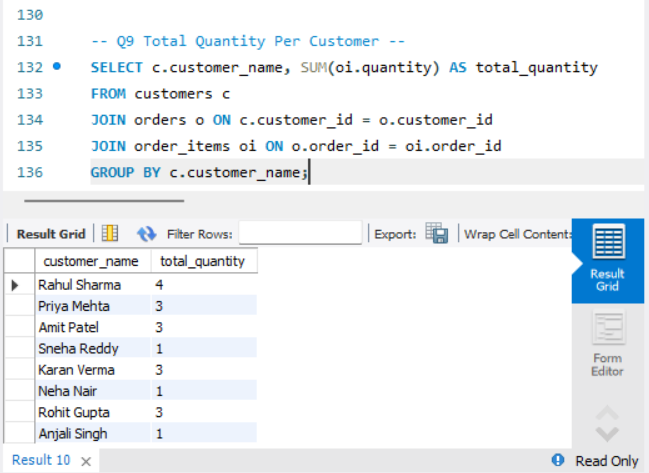 130
131 -- Q9 Total Quantity Per Customer --
132 SELECT c.customer_name, SUM(oi.quantity) AS total_quantity
133 FROM customers c
134 JOIN orders o ON c.customer_id = o.customer_id
135 JOIN order_items oi ON o.order_id = oi.order_id
136 GROUP BY c.customer_name;
Result Grid Filter Rows: Export: Wrap Cell Content:
customer_name total_quantity
Rahul Sharma 4
Priya Mehta 3
Amit Patel 3
Sneha Reddy 1
Karan Verma 3
Neha Nair 1
Rohit Gupta 3
Anjali Singh 1
Result
Grid
Form
Editor
Result 10 Read Only